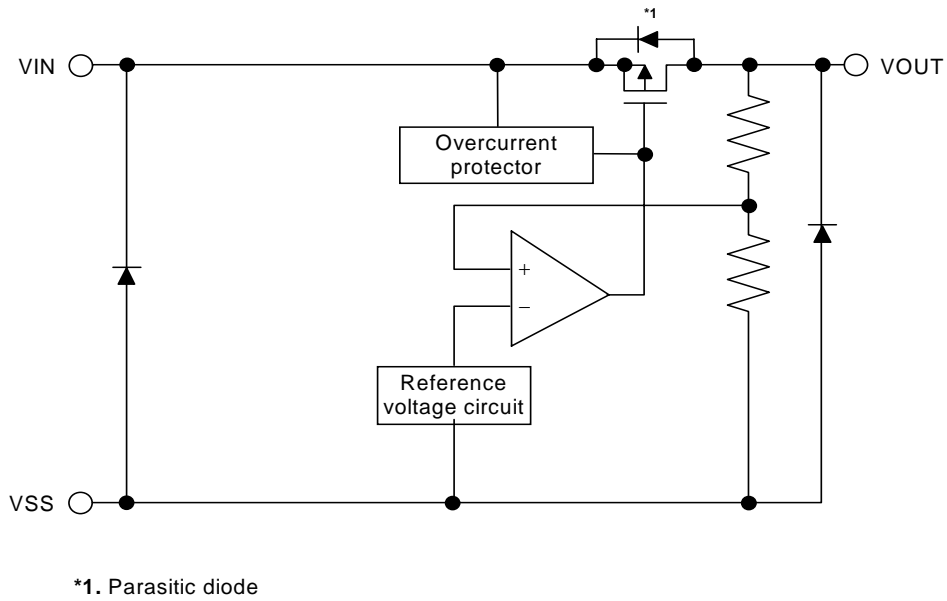 *1
VIN
VOUT
Overcurrent
protector
+
−
Reference
voltage circuit
VSS
*1. Parasitic diode